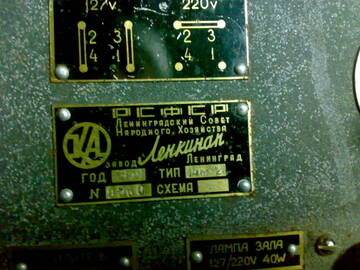 127v 220v
2 3
4 1
2 3
4 1
РСФСР
Ленинградский Совет
Народного Хозяйства
Ленкинап
ЗАВОД ЛЕНИНГРАД
ГОД ТИП
N СХЕМА
ЛАМПА ЗАЛА
127/220V 40W